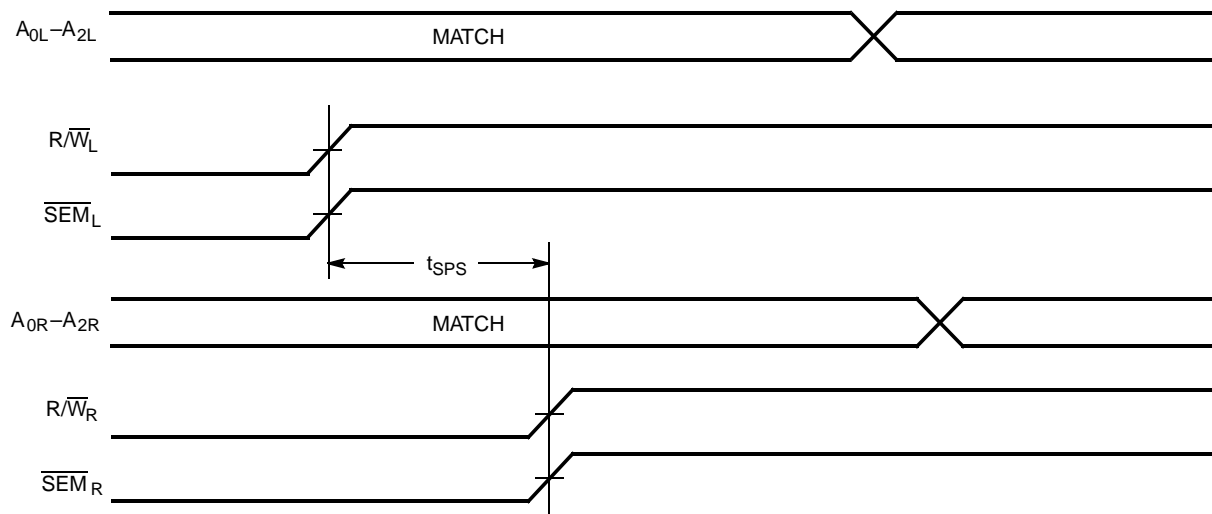 A₀L–A₂L
MATCH
R/W̅L
S̅E̅M̅L
tSPS
A₀R–A₂R
MATCH
R/W̅R
S̅E̅M̅R